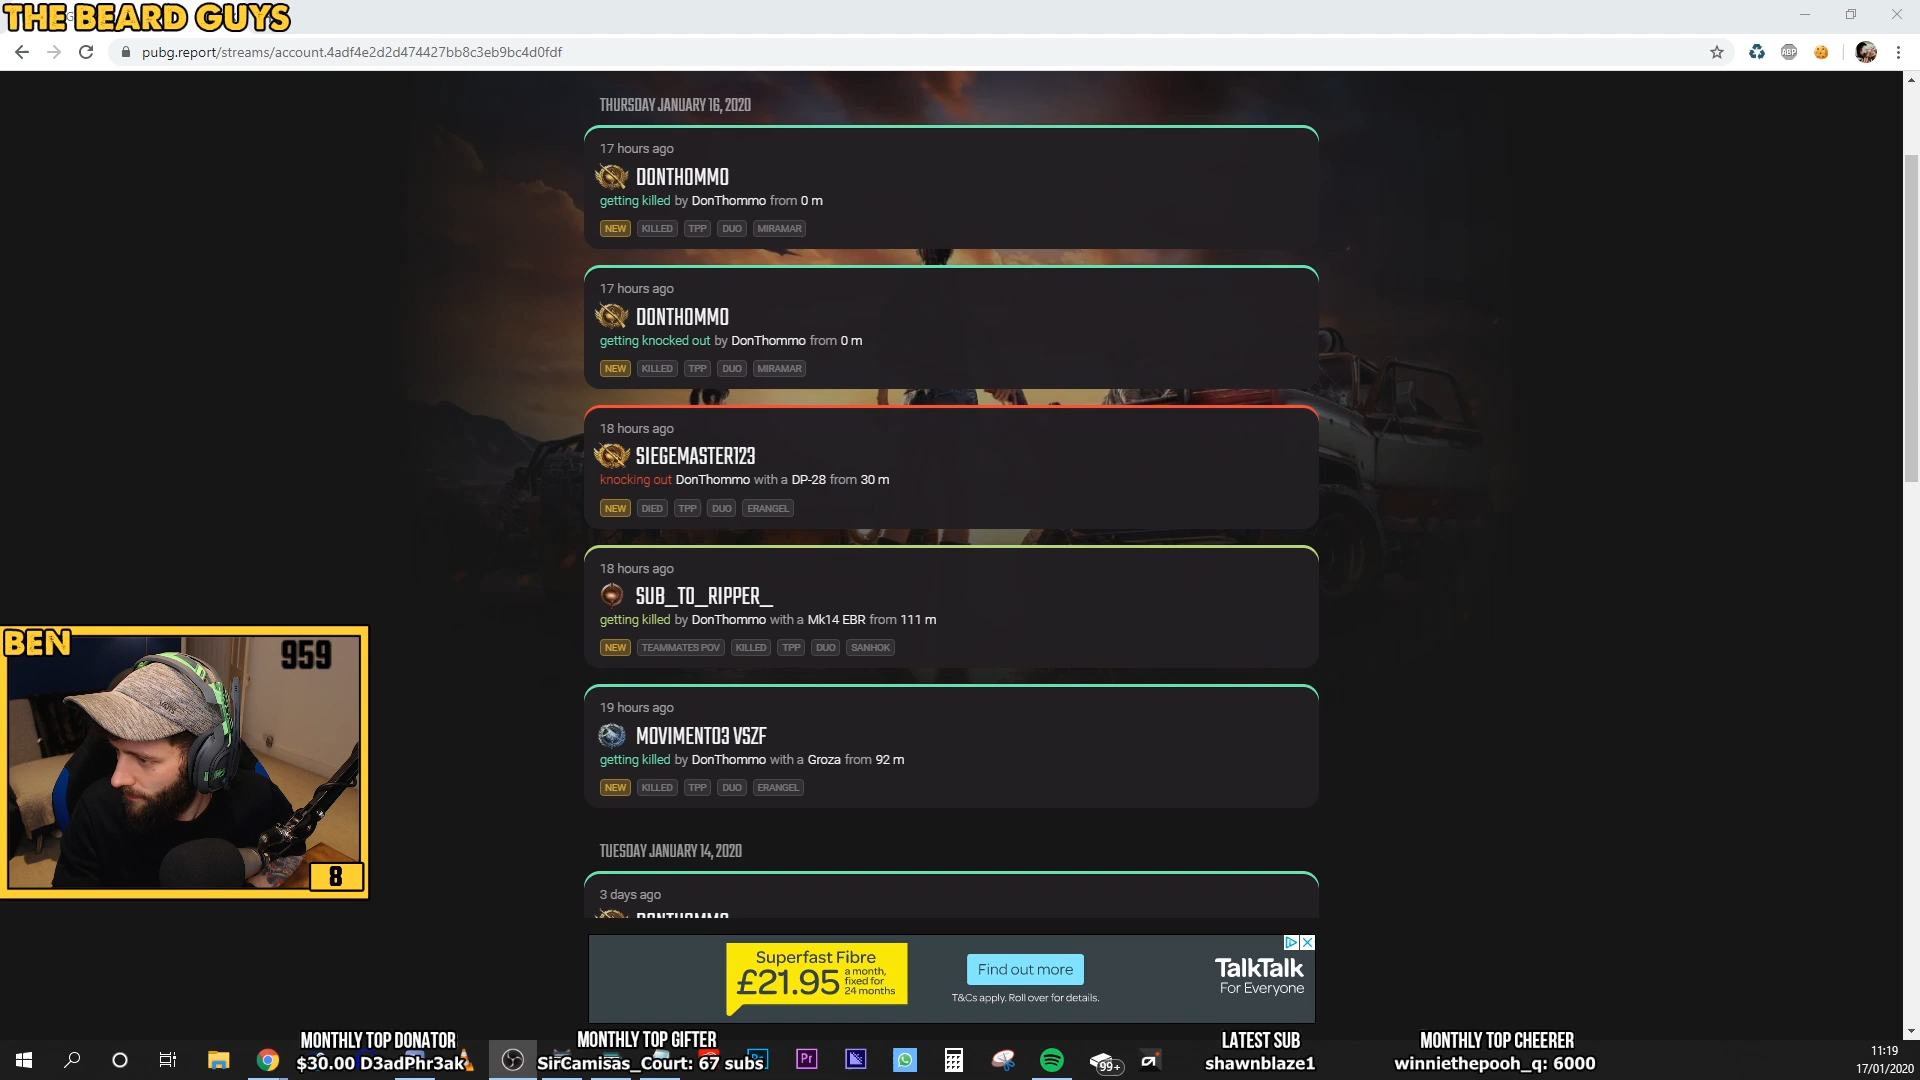 THE BEARD GUYS
pubg.report/streams/account.4adf4e2d2d474427bb8c3eb9bc4d0fdf
ABP
THURSDAY JANUARY 16, 2020
17 hours ago
DONTHOMMO
getting killed by DonThommo from 0 m
NEW KILLED TPP DUO MIRAMAR
17 hours ago
DONTHOMMO
getting knocked out by DonThommo from 0 m
NEW KILLED TPP DUO MIRAMAR
18 hours ago
SIEGEMASTER123
knocking out DonThommo with a DP-28 from 30 m
NEW DIED TPP DUO ERANGEL
18 hours ago
SUB_TO_RIPPER_
getting killed by DonThommo with a Mk14 EBR from 111 m
NEW TEAMMATES POV KILLED TPP DUO SANHOK
19 hours ago
MOVIMENTO3 VSZF
getting killed by DonThommo with a Groza from 92 m
NEW KILLED TPP DUO ERANGEL
TUESDAY JANUARY 14, 2020
3 days ago
DONTHOMMO
BEN
959
8
Superfast Fibre
£21.95 a month, fixed for 24 months
Find out more
T&Cs apply. Roll over for details.
TalkTalk
For Everyone
MONTHLY TOP DONATOR
$30.00 D3adPhr3ak
MONTHLY TOP GIFTER
SirCamisas_Court: 67 subs
Pr
99+
LATEST SUB
shawnblaze1
MONTHLY TOP CHEERER
winniethepooh_q: 6000
11:19
17/01/2020